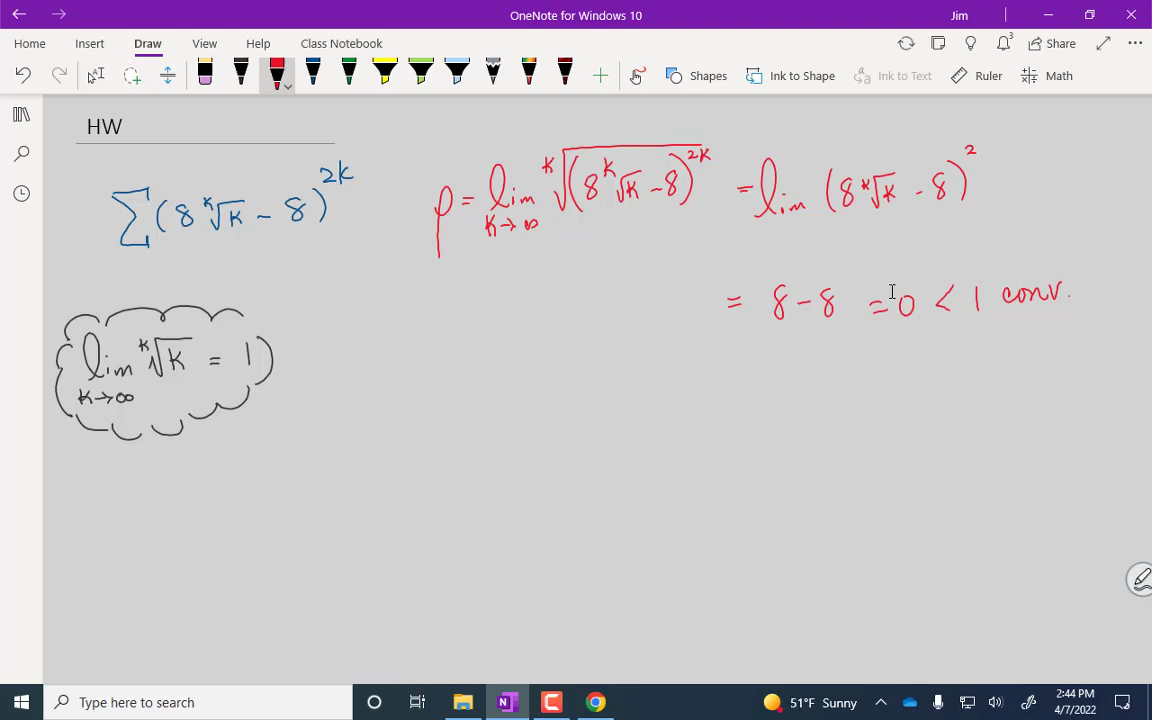 OneNote for Windows 10
Jim
Home Insert Draw View Help Class Notebook
Share
Shapes
Ink to Shape
Ink to Text
Ruler
Math
HW
∑(8 ᵏ√k − 8)^2k
ρ = lim k→∞ ᵏ√(8 ᵏ√k − 8)^2k = lim (8 ᵏ√k − 8)^2
= 8 − 8 = 0 < 1 conv.
lim k→∞ ᵏ√k = 1
Type here to search
51°F Sunny
2:44 PM
4/7/2022